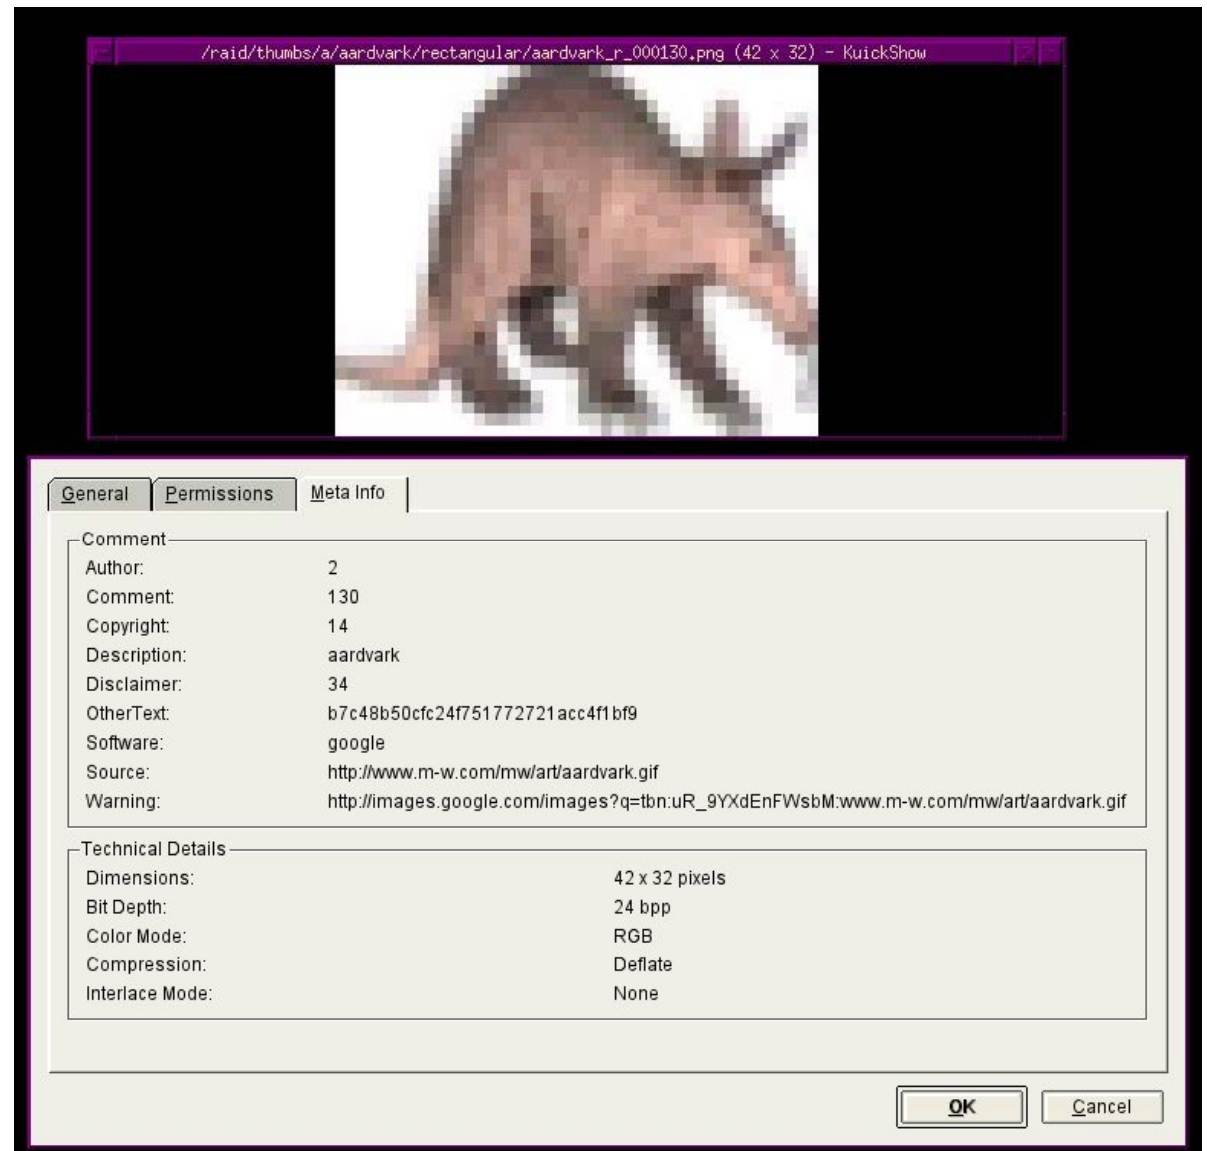 /raid/thumbs/a/aardvark/rectangular/aardvark_r_000130.png (42 x 32) - KuickShow
General Permissions Meta Info
Comment
Author: 2
Comment: 130
Copyright: 14
Description: aardvark
Disclaimer: 34
OtherText: b7c48b50cfc24f751772721acc4f1bf9
Software: google
Source: http://www.m-w.com/mw/art/aardvark.gif
Warning: http://images.google.com/images?q=tbn:uR_9YXdEnFWsbM:www.m-w.com/mw/art/aardvark.gif
Technical Details
Dimensions: 42 x 32 pixels
Bit Depth: 24 bpp
Color Mode: RGB
Compression: Deflate
Interlace Mode: None
OK Cancel